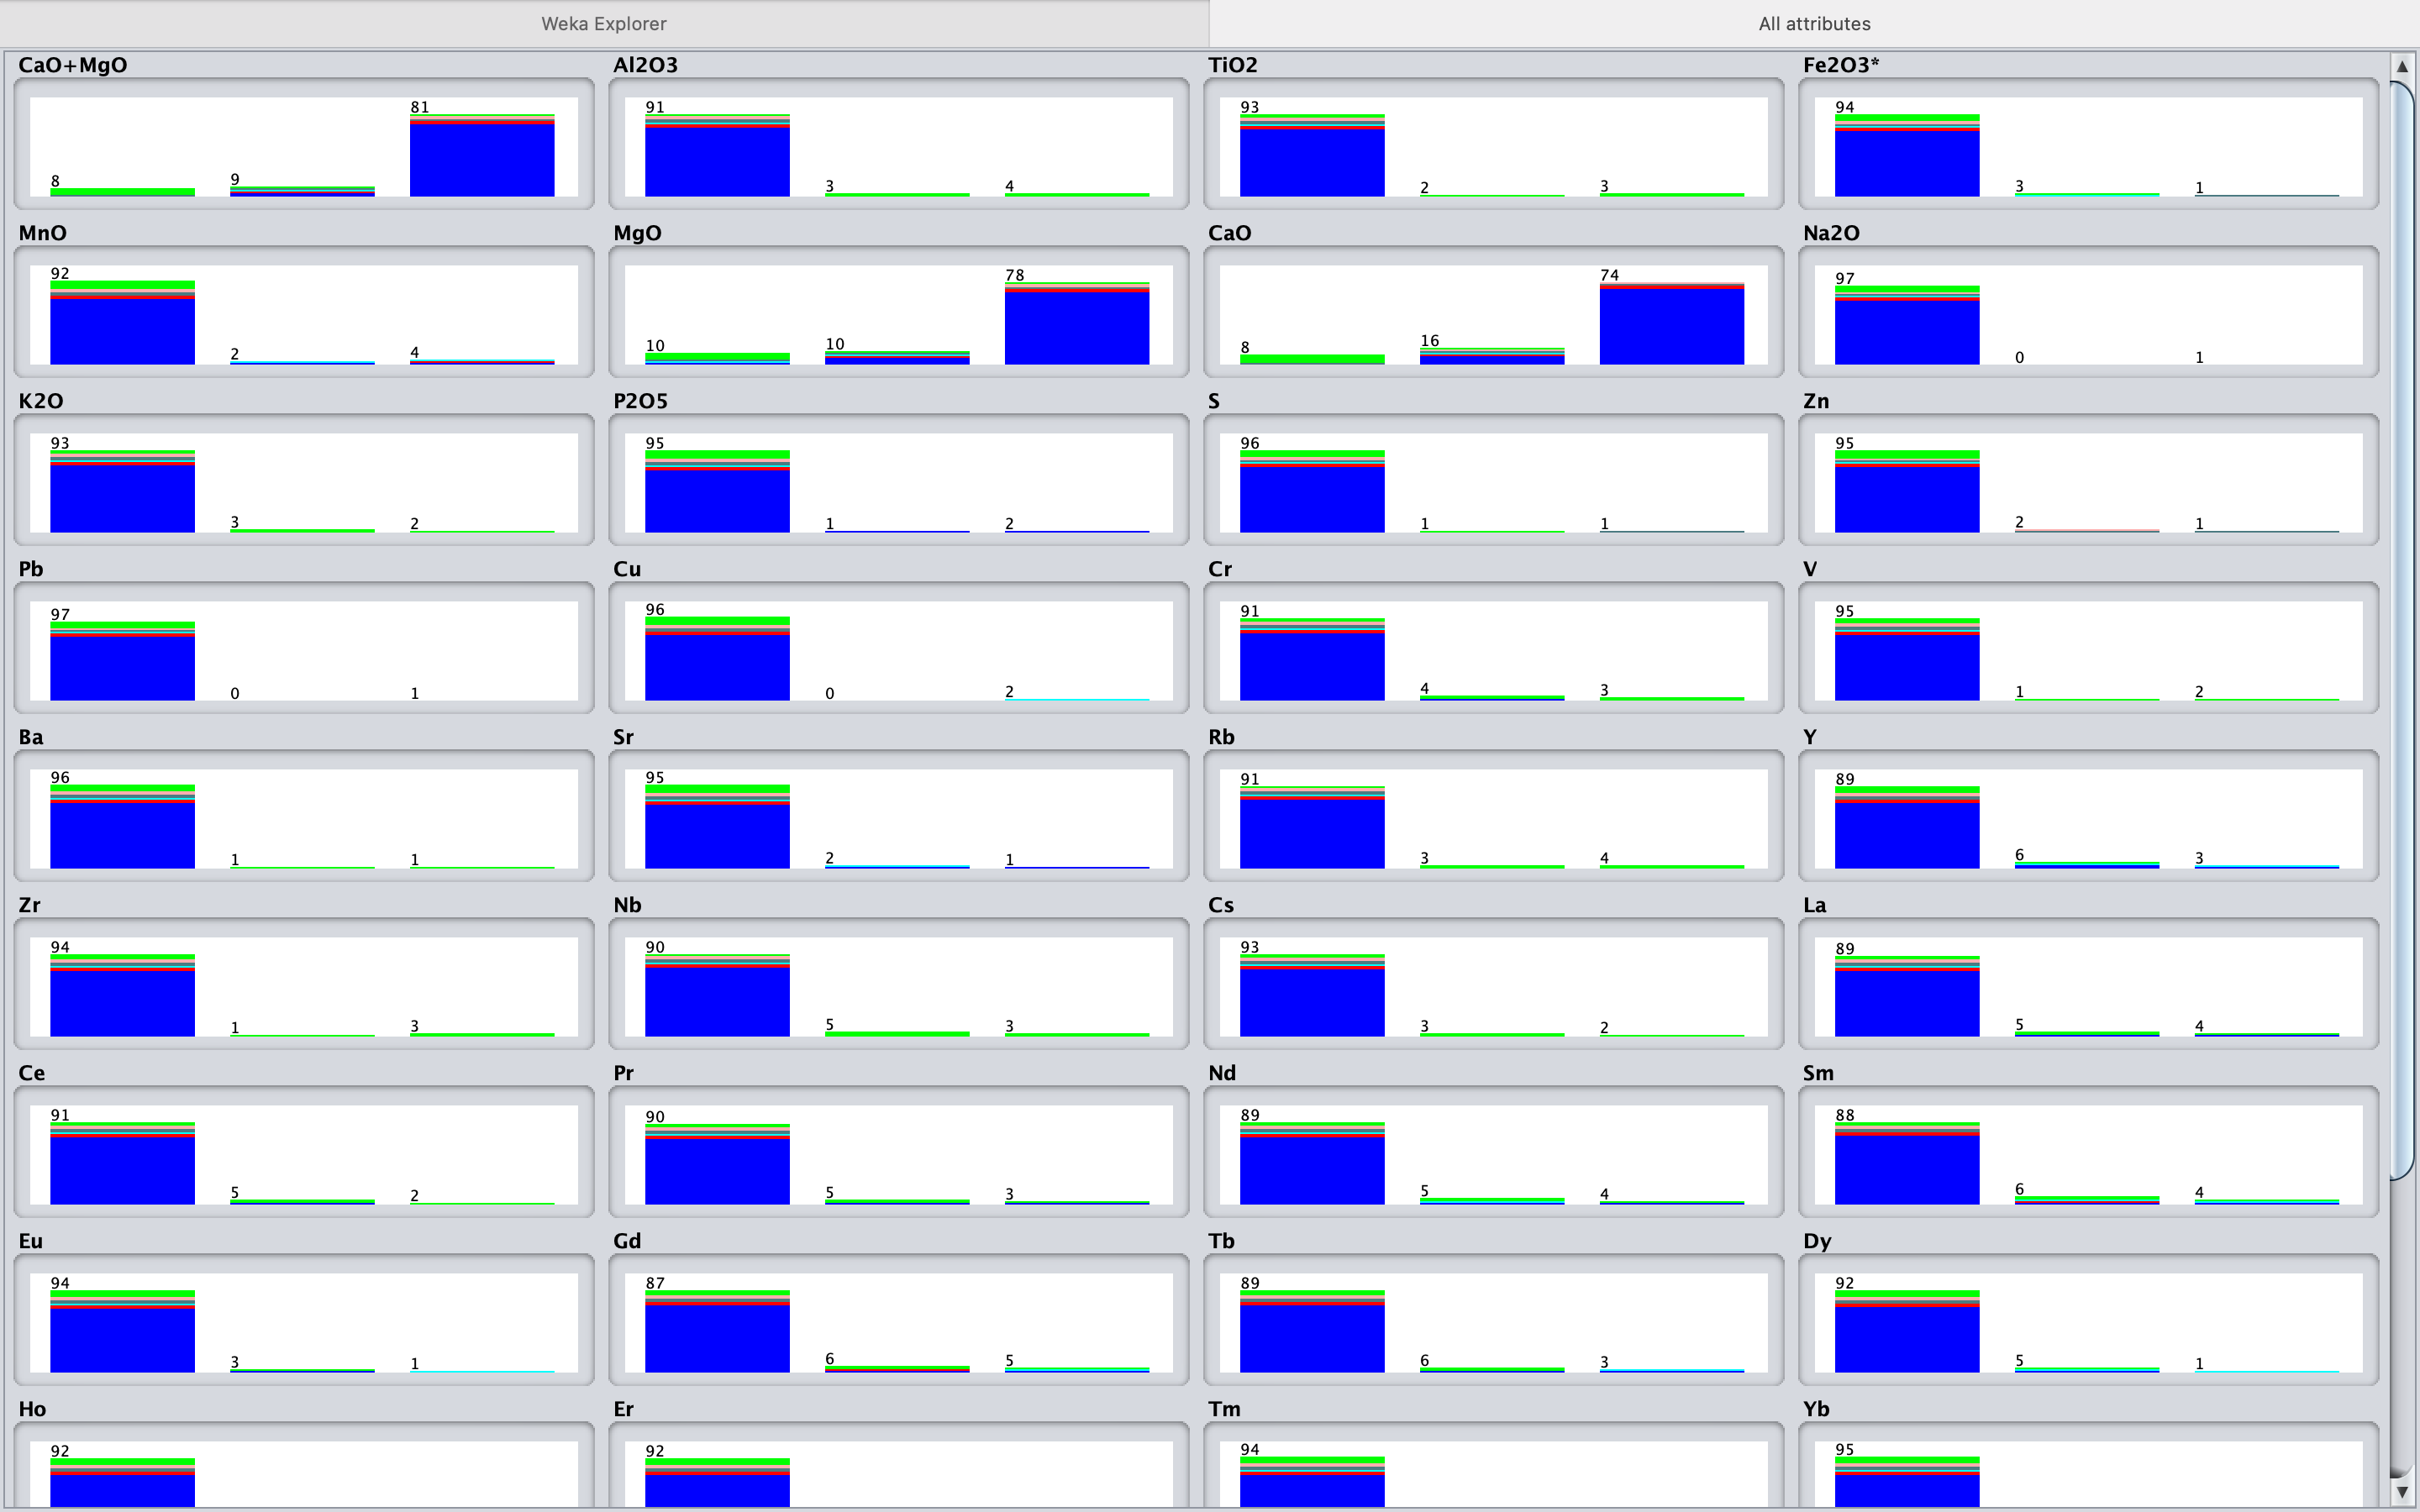 Weka Explorer All attributes
CaO+MgO Al2O3 TiO2 Fe2O3*
8 9 81 91 3 4 93 2 3 94 3 1
MnO MgO CaO Na2O
92 2 4 10 10 78 8 16 74 97 0 1
K2O P2O5 S Zn
93 3 2 95 1 2 96 1 1 95 2 1
Pb Cu Cr V
97 0 1 96 0 2 91 4 3 95 1 2
Ba Sr Rb Y
96 1 1 95 2 1 91 3 4 89 6 3
Zr Nb Cs La
94 1 3 90 5 3 93 3 2 89 5 4
Ce Pr Nd Sm
91 5 2 90 5 3 89 5 4 88 6 4
Eu Gd Tb Dy
94 3 1 87 6 5 89 6 3 92 5 1
Ho Er Tm Yb
92 92 94 95